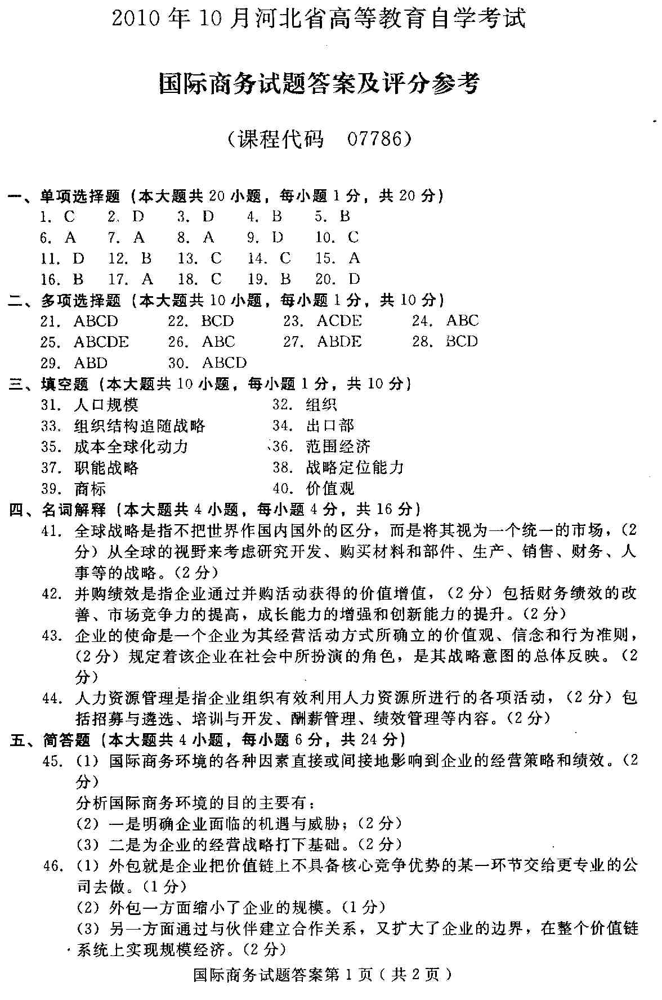 2010 年 10 月河北省高等教育自学考试
国际商务试题答案及评分参考
（课程代码 07786）
一、单项选择题（本大题共 20 小题，每小题 1 分，共 20 分）
1. C 2. D 3. D 4. B 5. B
6. A 7. A 8. A 9. D 10. C
11. D 12. B 13. C 14. C 15. A
16. B 17. A 18. C 19. B 20. D
二、多项选择题（本大题共 10 小题，每小题 1 分，共 10 分）
21. ABCD 22. BCD 23. ACDE 24. ABC
25. ABCDE 26. ABC 27. ABDE 28. BCD
29. ABD 30. ABCD
三、填空题（本大题共 10 小题，每小题 1 分，共 10 分）
31. 人口规模 32. 组织
33. 组织结构追随战略 34. 出口部
35. 成本全球化动力 36. 范围经济
37. 职能战略 38. 战略定位能力
39. 商标 40. 价值观
四、名词解释（本大题共 4 小题，每小题 4 分，共 16 分）
41. 全球战略是指不把世界作国内国外的区分，而是将其视为一个统一的市场，（2
分）从全球的视野来考虑研究开发、购买材料和部件、生产、销售、财务、人
事等的战略。（2 分）
42. 并购绩效是指企业通过并购活动获得的价值增值，（2 分）包括财务绩效的改
善、市场竞争力的提高，成长能力的增强和创新能力的提升。（2 分）
43. 企业的使命是一个企业为其经营活动方式所确立的价值观、信念和行为准则，
（2 分）规定着该企业在社会中所扮演的角色，是其战略意图的总体反映。（2
分）
44. 人力资源管理是指企业组织有效利用人力资源所进行的各项活动，（2 分）包
括招募与遴选、培训与开发、酬薪管理、绩效管理等内容。（2 分）
五、简答题（本大题共 4 小题，每小题 6 分，共 24 分）
45.（1）国际商务环境的各种因素直接或间接地影响到企业的经营策略和绩效。（2
分）
分析国际商务环境的目的主要有：
（2）一是明确企业面临的机遇与威胁；（2 分）
（3）二是为企业的经营战略打下基础。（2 分）
46.（1）外包就是企业把价值链上不具备核心竞争优势的某一环节交给更专业的公
司去做。（1 分）
（2）外包一方面缩小了企业的规模。（1 分）
（3）另一方面通过与伙伴建立合作关系，又扩大了企业的边界，在整个价值链
系统上实现规模经济。（2 分）
国际商务试题答案第 1 页（ 共 2 页 ）